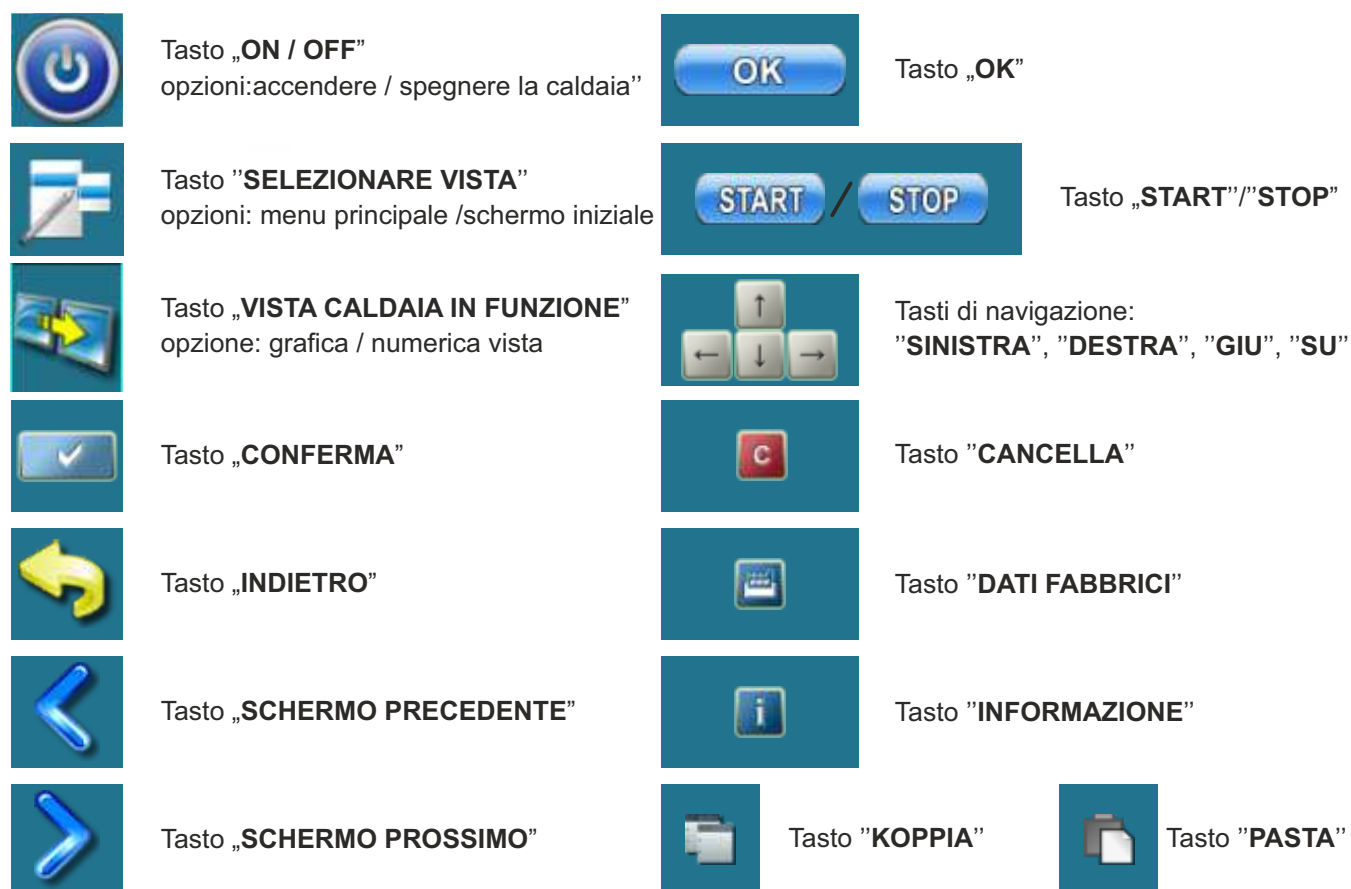 Tasto „ON / OFF”
opzioni:accendere / spegnere la caldaia''
Tasto ''SELEZIONARE VISTA''
opzioni: menu principale /schermo iniziale
Tasto „VISTA CALDAIA IN FUNZIONE”
opzione: grafica / numerica vista
Tasto „CONFERMA”
Tasto „INDIETRO”
Tasto „SCHERMO PRECEDENTE”
Tasto „SCHERMO PROSSIMO”
OK
Tasto „OK”
START / STOP
Tasto „START''/''STOP”
↑
← ↓ →
Tasti di navigazione:
''SINISTRA'', ''DESTRA'', ''GIU'', ''SU''
C
Tasto ''CANCELLA''
Tasto ''DATI FABBRICI''
i
Tasto ''INFORMAZIONE''
Tasto ''KOPPIA''
Tasto ''PASTA''